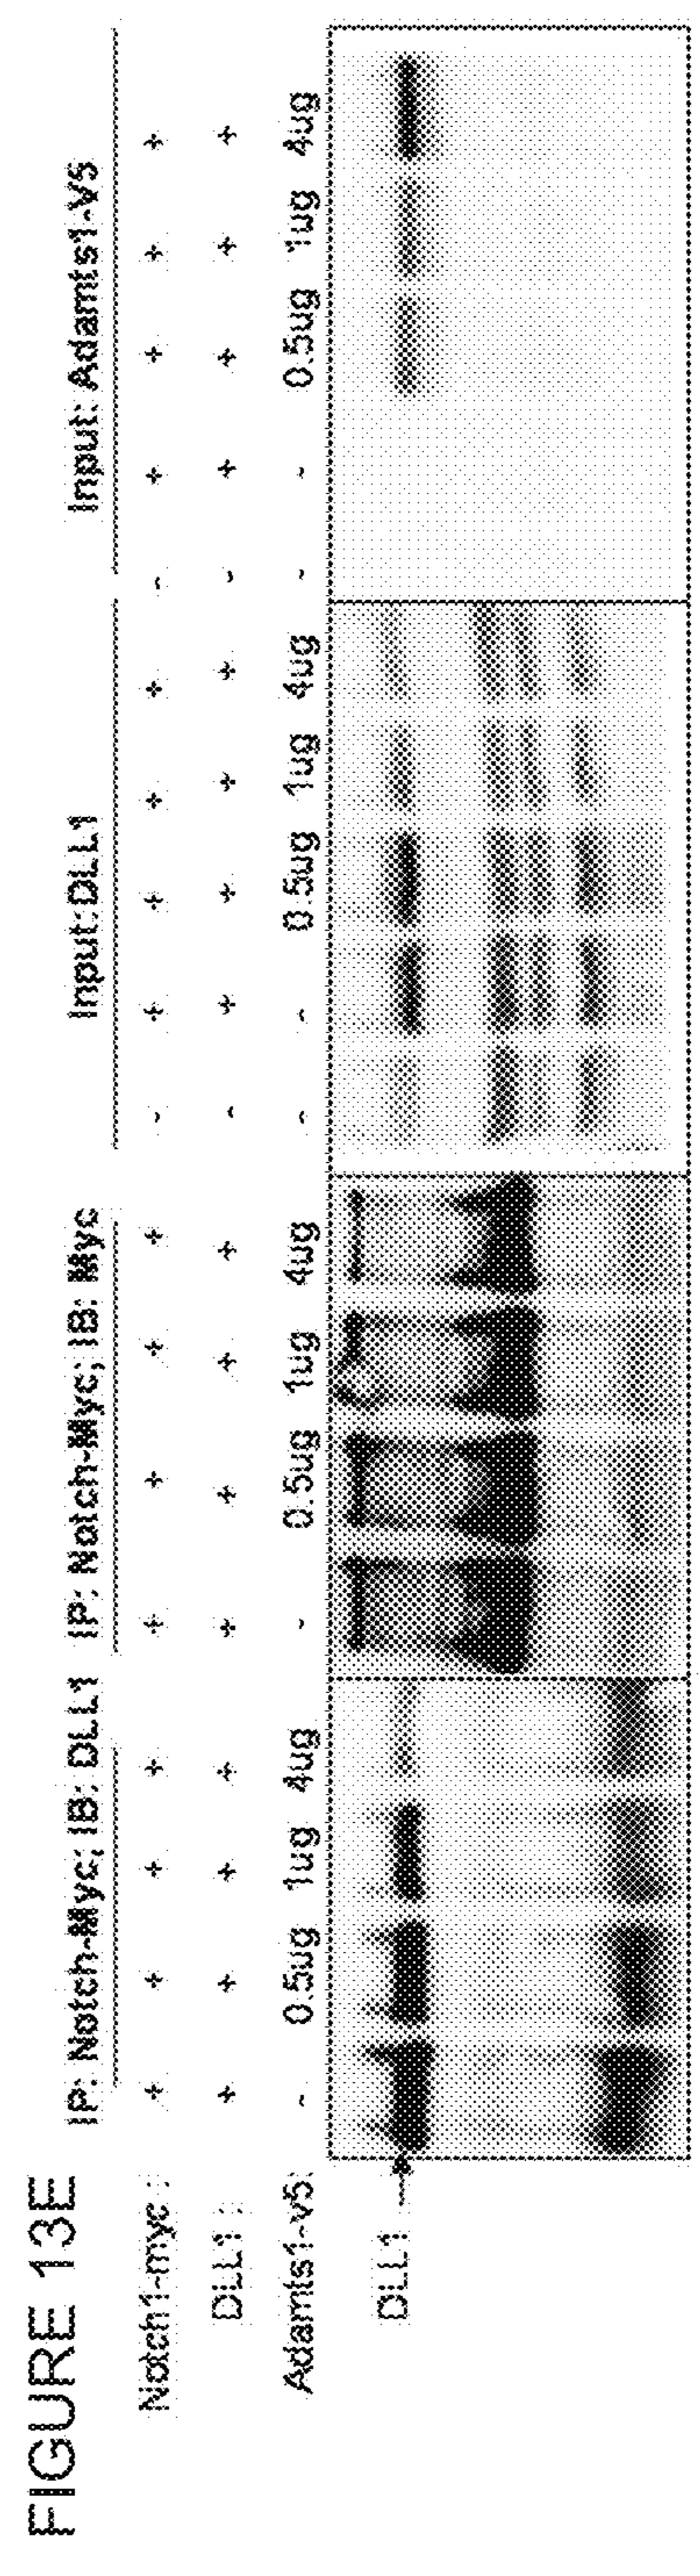 FIGURE 13E
IP: Notch-Myc; IB: DLL1 IP: Notch-Myc; IB: Myc Input:DLL1 Input: Adamts1-V5
Notch1-myc : + + + + + + + + - + + + + - + + + +
DLL1 : + + + + + + + + - + + + + - + + + +
Adamts1-v5: - 0.5ug 1ug 4ug - 0.5ug 1ug 4ug - - 0.5ug 1ug 4ug - - 0.5ug 1ug 4ug
DLL1 →